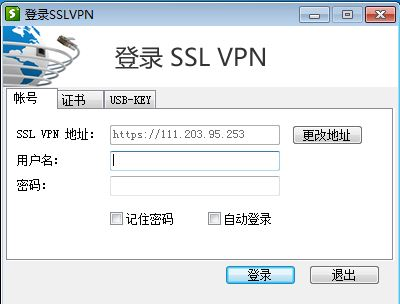 登录SSLVPN
登录 SSL VPN
帐号 证书 USB-KEY
SSL VPN 地址： https://111.203.95.253 更改地址
用户名：
密码：
记住密码 自动登录
登录 退出